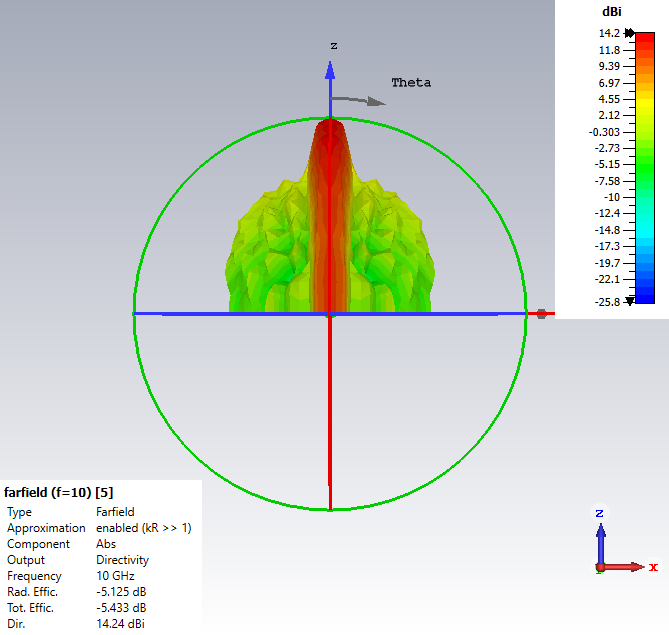 dBi
14.2
11.8
9.39
6.97
4.55
2.12
-0.303
-2.73
-5.15
-7.58
-10
-12.4
-14.8
-17.3
-19.7
-22.1
-25.8
z
Theta
farfield (f=10) [5]
Type Farfield
Approximation enabled (kR >> 1)
Component Abs
Output Directivity
Frequency 10 GHz
Rad. Effic. -5.125 dB
Tot. Effic. -5.433 dB
Dir. 14.24 dBi
z
x